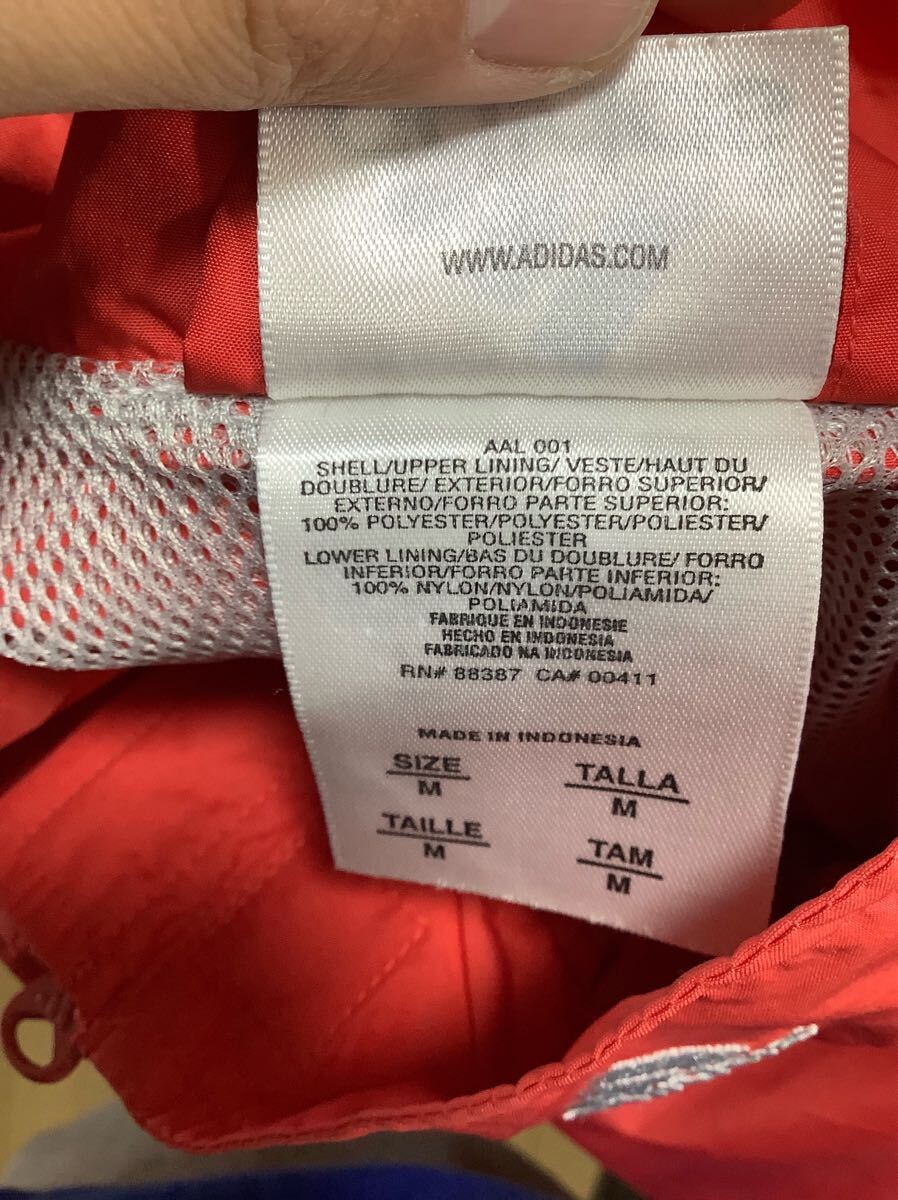 WWW.ADIDAS.COM
AAL 001
SHELL/UPPER LINING/ VESTE/HAUT DU
DOUBLURE/ EXTERIOR/FORRO SUPERIOR/
EXTERNO/FORRO PARTE SUPERIOR:
100% POLYESTER/POLYESTER/POLIESTER/
POLIESTER
LOWER LINING/BAS DU DOUBLURE/ FORRO
INFERIOR/FORRO PARTE INFERIOR:
100% NYLON/NYLON/POLIAMIDA/
POLIAMIDA
FABRIQUE EN INDONESIE
HECHO EN INDONESIA
FABRICADO NA INDONESIA
RN# 88387 CA# 00411
MADE IN INDONESIA
SIZE
M
TALLA
M
TAILLE
M
TAM
M